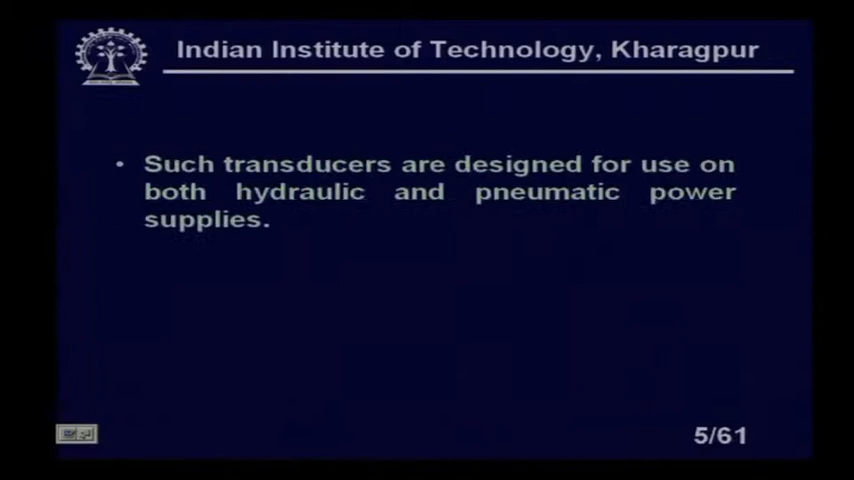 Indian Institute of Technology, Kharagpur
• Such transducers are designed for use on
both hydraulic and pneumatic power
supplies.
5/61